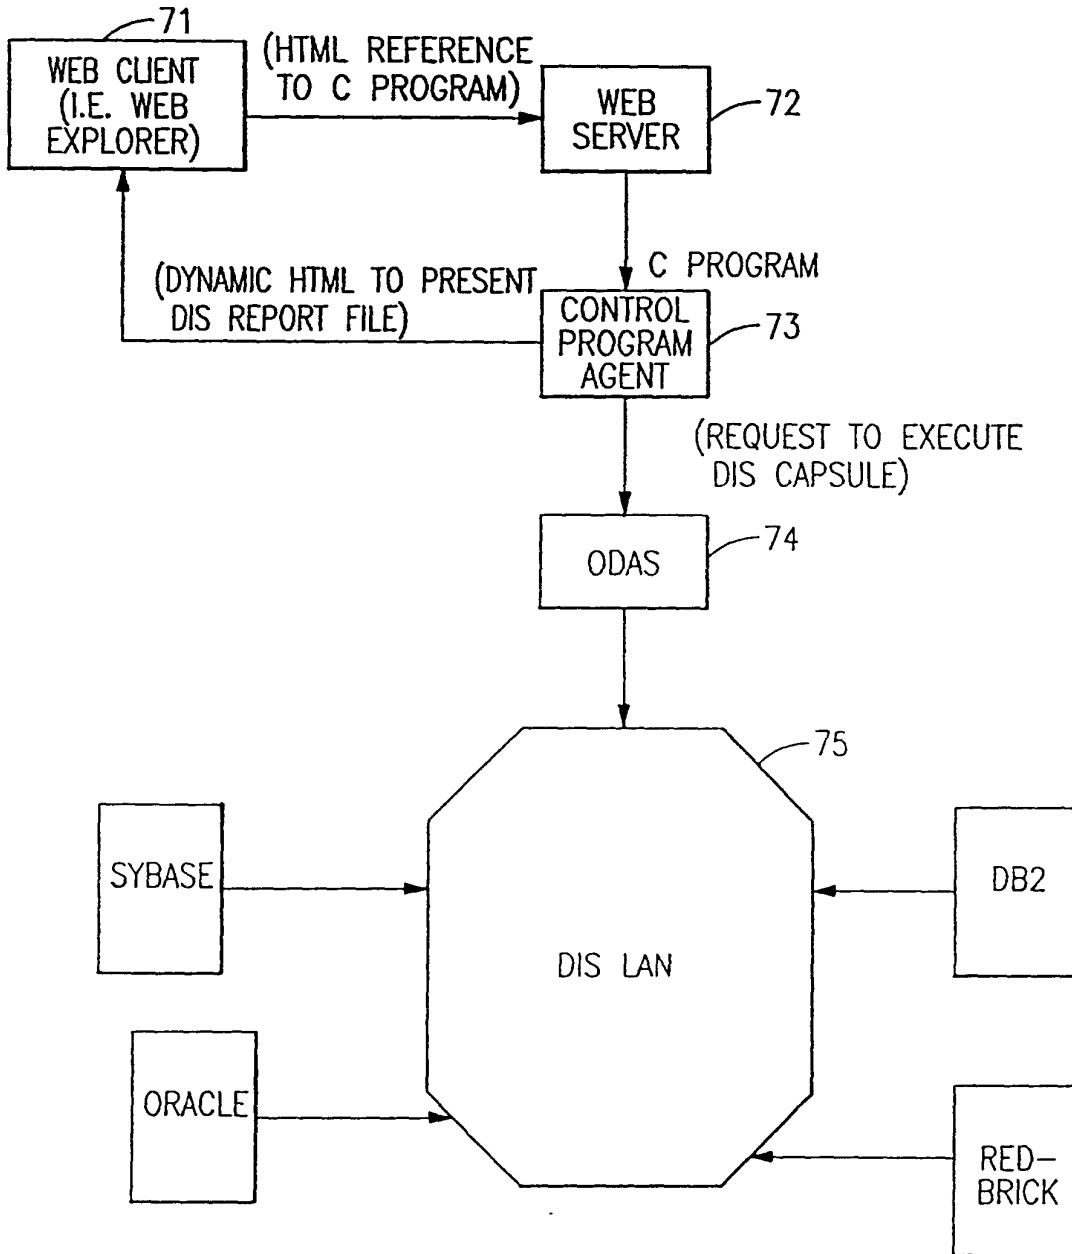 71
WEB CLIENT
(I.E. WEB
EXPLORER)
(HTML REFERENCE
TO C PROGRAM)
WEB
SERVER
72
(DYNAMIC HTML TO PRESENT
DIS REPORT FILE)
C PROGRAM
CONTROL
PROGRAM
AGENT
73
(REQUEST TO EXECUTE
DIS CAPSULE)
ODAS
74
75
SYBASE
DB2
DIS LAN
ORACLE
RED-
BRICK